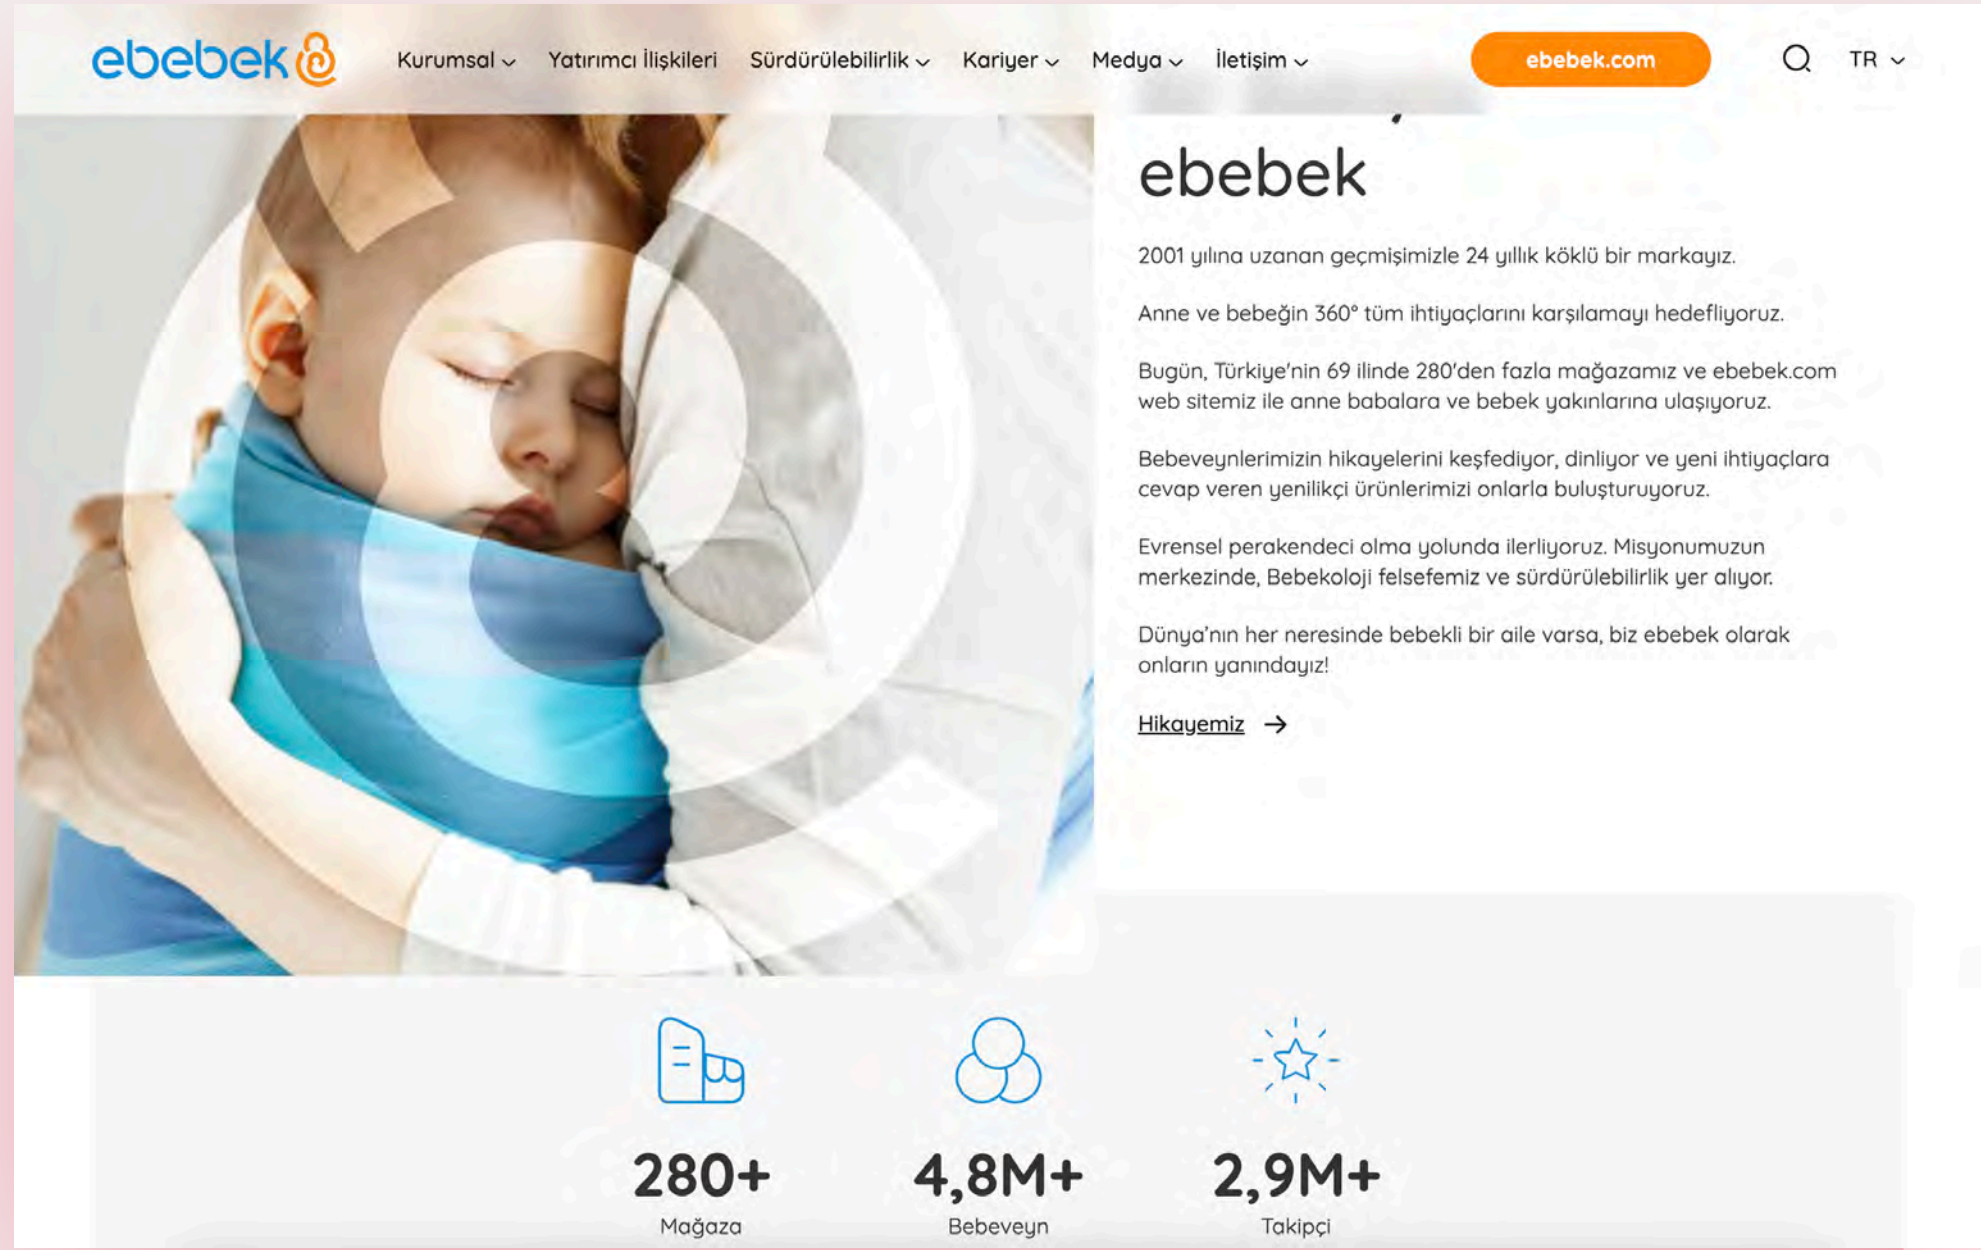 ebebek
Kurumsal
Yatırımcı İlişkileri
Sürdürülebilirlik
Kariyer
Medya
İletişim
ebebek.com
TR
ebebek
2001 yılına uzanan geçmişimizle 24 yıllık köklü bir markayız.
Anne ve bebeğin 360° tüm ihtiyaçlarını karşılamayı hedefliyoruz.
Bugün, Türkiye'nin 69 ilinde 280'den fazla mağazamız ve ebebek.com
web sitemiz ile anne babalara ve bebek yakınlarına ulaşıyoruz.
Bebeveynlerimizin hikayelerini keşfediyor, dinliyor ve yeni ihtiyaçlara
cevap veren yenilikçi ürünlerimizi onlarla buluşturuyoruz.
Evrensel perakendeci olma yolunda ilerliyoruz. Misyonumuzun
merkezinde, Bebekoloji felsefemiz ve sürdürülebilirlik yer alıyor.
Dünya’nın her neresinde bebekli bir aile varsa, biz ebebek olarak
onların yanındayız!
Hikayemiz →
280+
Mağaza
4,8M+
Bebeveyn
2,9M+
Takipçi